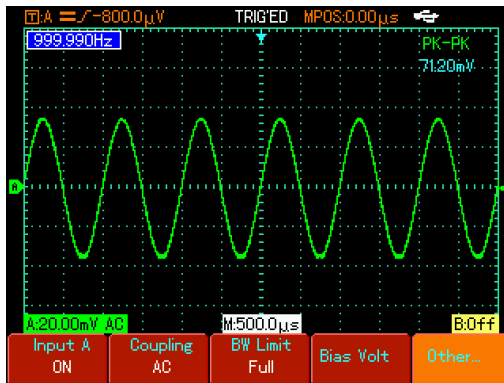 T:A 800.0µV TRIG'ED MPOS:0.00µs
999.990Hz
PK-PK
71.20mV
A
A:20.00mV AC M:500.0µs B:Off
Input A Coupling BW Limit Bias Volt Other...
ON AC Full